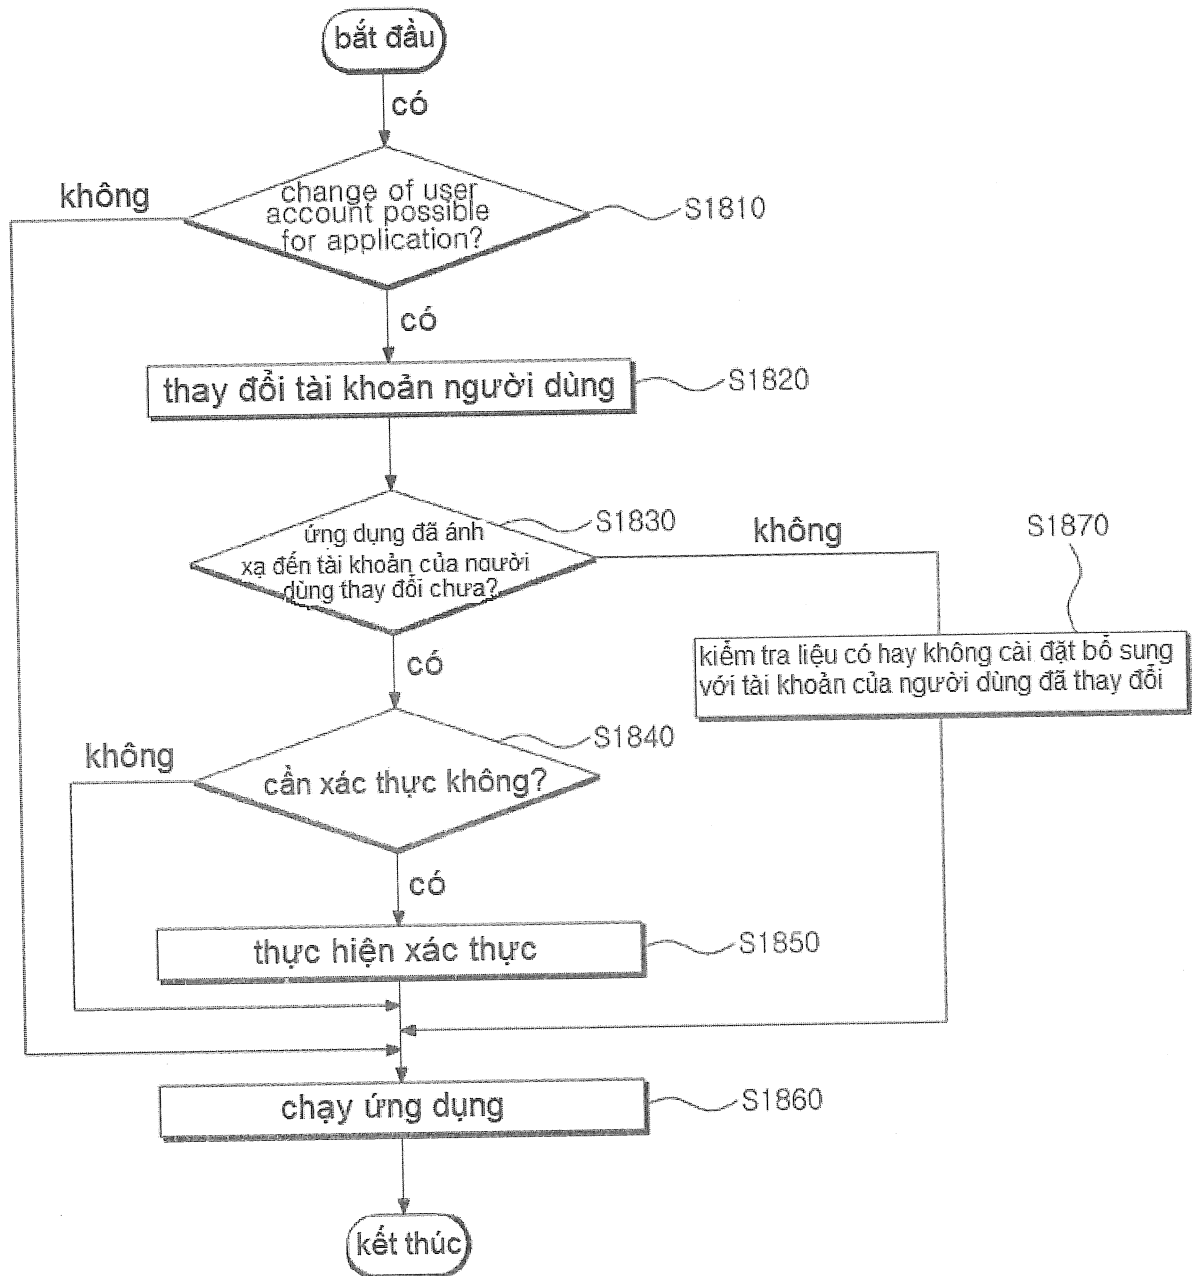 bắt đầu
có
không
change of user
account possible
for application?
S1810
có
thay đổi tài khoản người dùng
S1820
ứng dụng đã ánh
xạ đến tài khoản của người
dùng thay đổi chưa?
S1830
không
S1870
có
kiểm tra liệu có hay không cài đặt bổ sung
với tài khoản của người dùng đã thay đổi
không
cần xác thực không?
S1840
có
thực hiện xác thực
S1850
chạy ứng dụng
S1860
kết thúc